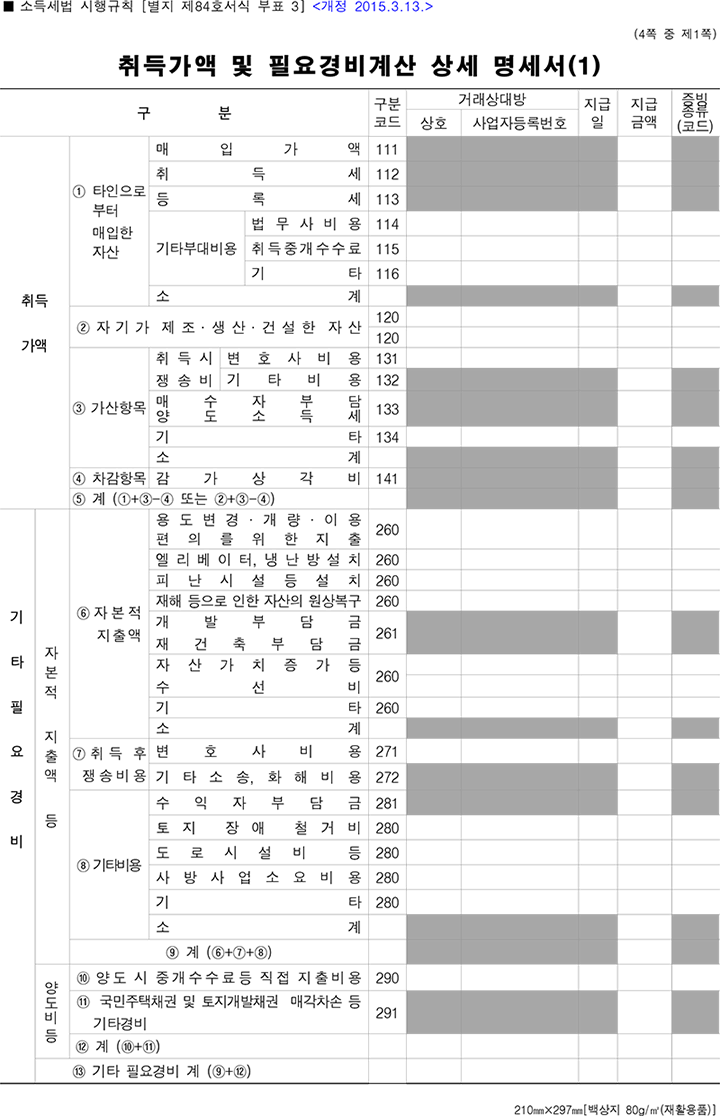 ■ 소득세법 시행규칙 [별지 제84호서식 부표 3] <개정 2015.3.13.>
(4쪽 중 제1쪽)
취득가액 및 필요경비계산 상세 명세서(1)
구 분
구분
코드
거래상대방
상호
사업자등록번호
지급
일
지급
금액
증빙
종류
(코드)
취득
가액
① 타인으로
부터
매입한
자산
매 입 가 액 111
취 득 세 112
등 록 세 113
기타부대비용
법 무 사 비 용 114
취득중개수수료 115
기 타 116
소 계
② 자기가 제조·생산·건설한 자산
120
120
③ 가산항목
취 득 시
쟁 송 비
변 호 사 비 용 131
기 타 비 용 132
매 수 자 부 담
양 도 소 득 세
133
기 타 134
소 계
④ 차감항목 감 가 상 각 비 141
⑤ 계 (①+③-④ 또는 ②+③-④)
기 타 필 요 경 비
자 본 적 지 출 액 등
⑥ 자 본 적
지 출 액
용 도 변 경 · 개 량 · 이 용
편 의 를 위 한 지 출
260
엘리베이터,냉난방설치 260
피 난 시 설 등 설 치 260
재해 등으로 인한 자산의 원상복구 260
개 발 부 담 금
재 건 축 부 담 금
261
자 산 가 치 증 가 등
수 선 비
260
기 타 260
소 계
⑦ 취 득 후
쟁 송 비 용
변 호 사 비 용 271
기 타 소 송, 화 해 비 용 272
⑧ 기타비용
수 익 자 부 담 금 281
토 지 장 애 철 거 비 280
도 로 시 설 비 등 280
사 방 사 업 소 요 비 용 280
기 타 280
소 계
⑨ 계 (⑥+⑦+⑧)
양 도 비 등
⑩ 양 도 시 중개수수료등 직접 지출비용 290
⑪ 국민주택채권 및 토지개발채권 매각차손 등
기타경비
291
⑫ 계 (⑩+⑪)
⑬ 기타 필요경비 계 (⑨+⑫)
210㎜×297㎜[백상지 80g/㎡(재활용품)]